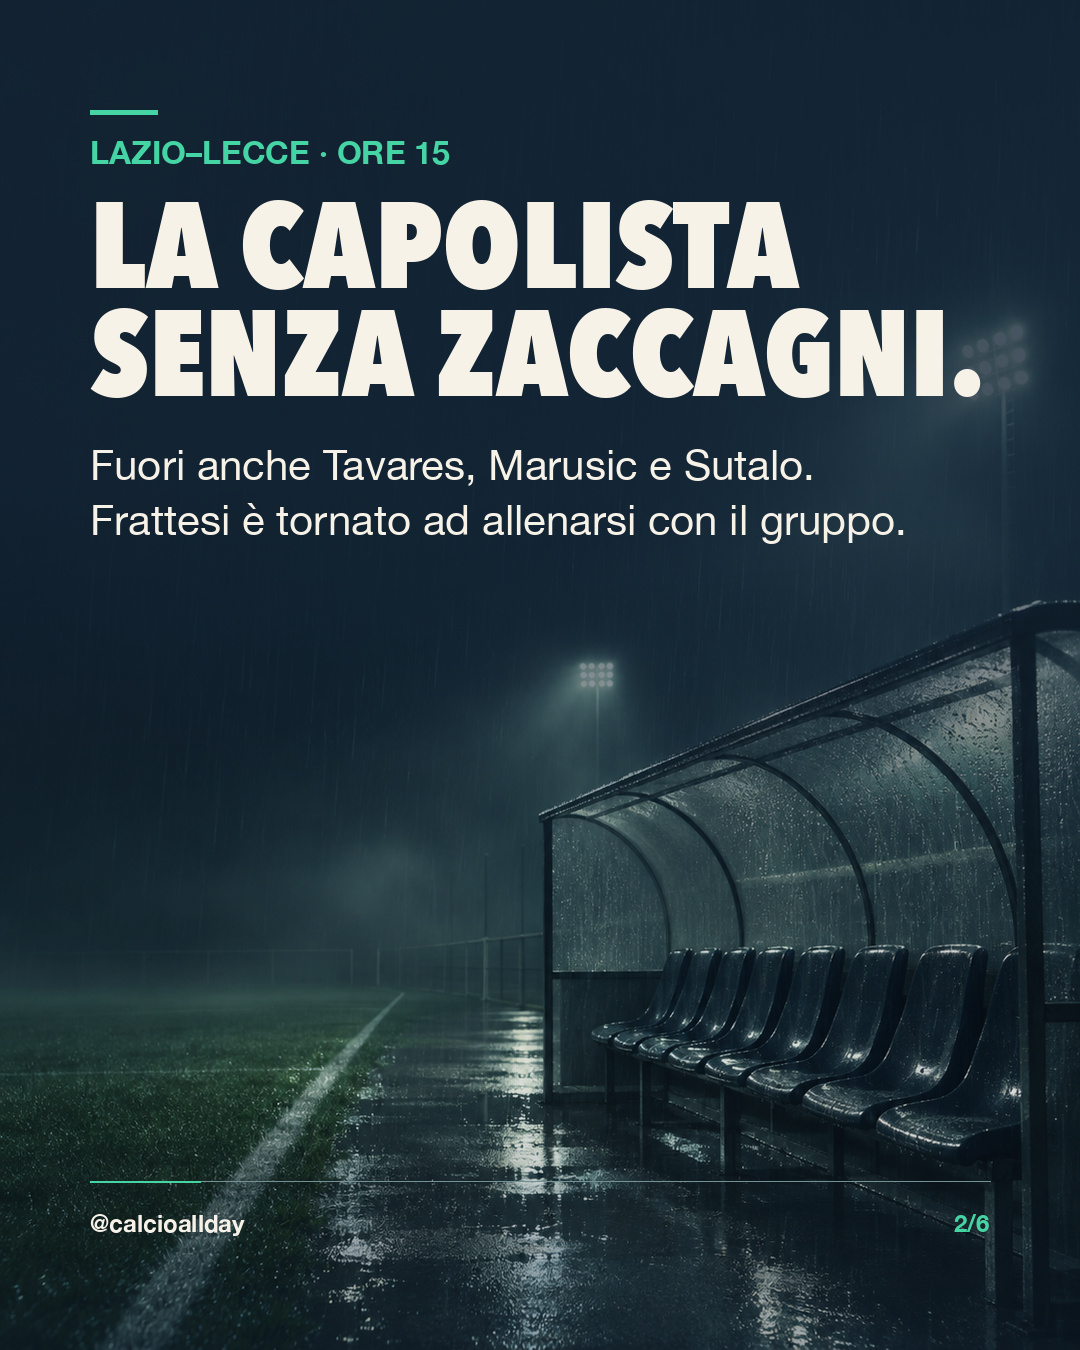 LAZIO–LECCE · ORE 15
LA CAPOLISTA
SENZA ZACCAGNI.
Fuori anche Tavares, Marusic e Sutalo.
Frattesi è tornato ad allenarsi con il gruppo.
@calcioallday
2/6